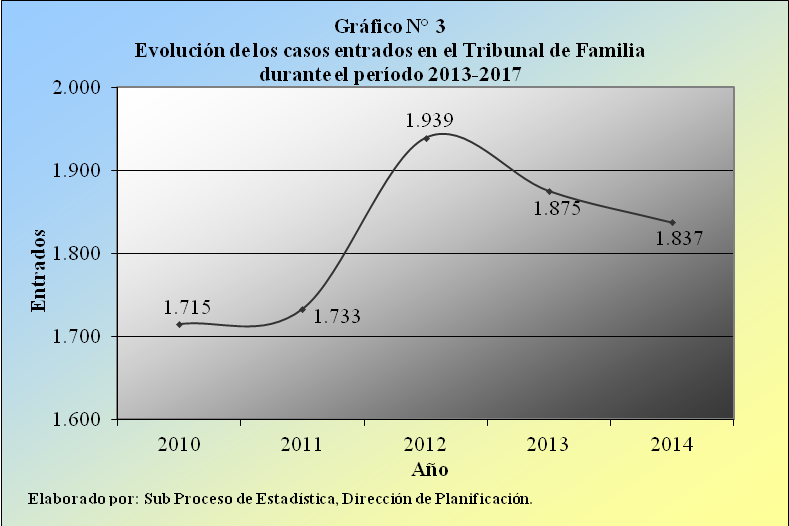 Gráfico N° 3
Evolución de los casos entrados en el Tribunal de Familia
durante el período 2013-2017
2.000
1.939
1.900
1.875
1.837
1.800
1.715
1.733
1.700
1.600
Entrados
2010 2011 2012 2013 2014
Año
Elaborado por: Sub Proceso de Estadística, Dirección de Planificación.